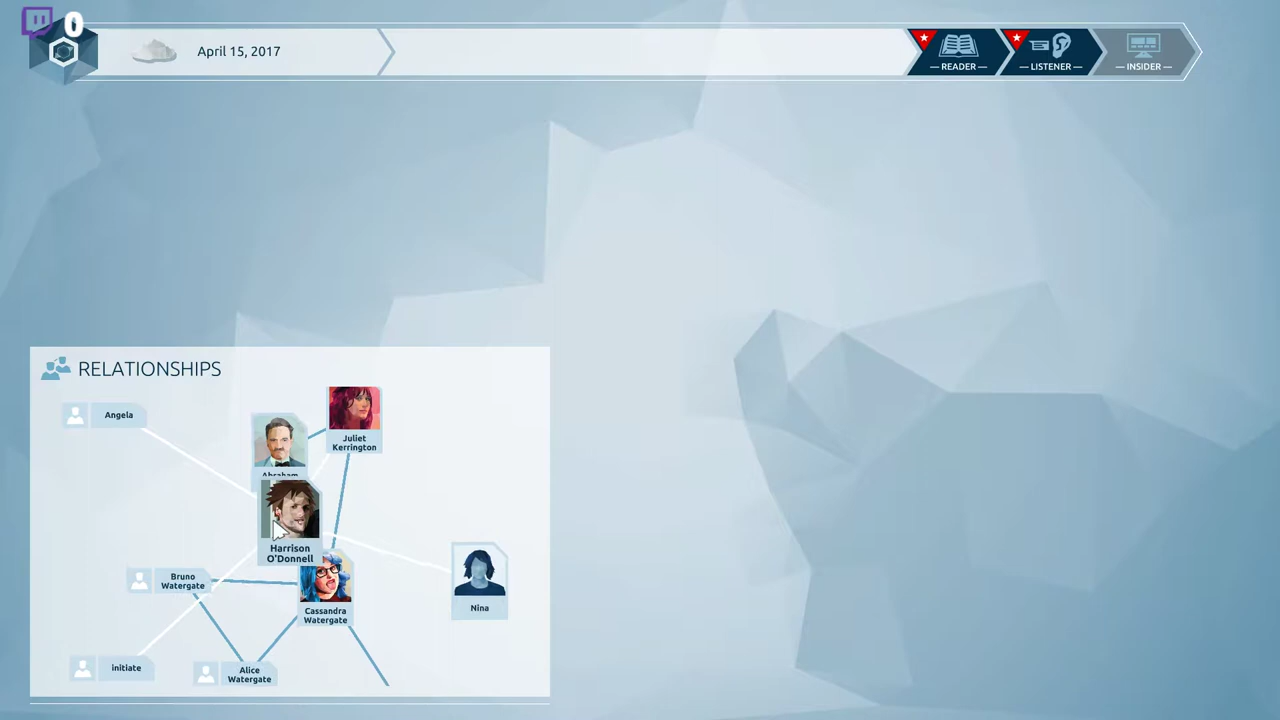 0
April 15, 2017
— READER —
— LISTENER —
— INSIDER —
RELATIONSHIPS
Angela
Juliet
Kerrington
Abraham
Harrison
O'Donnell
Bruno
Watergate
Cassandra
Watergate
Nina
initiate
Alice
Watergate